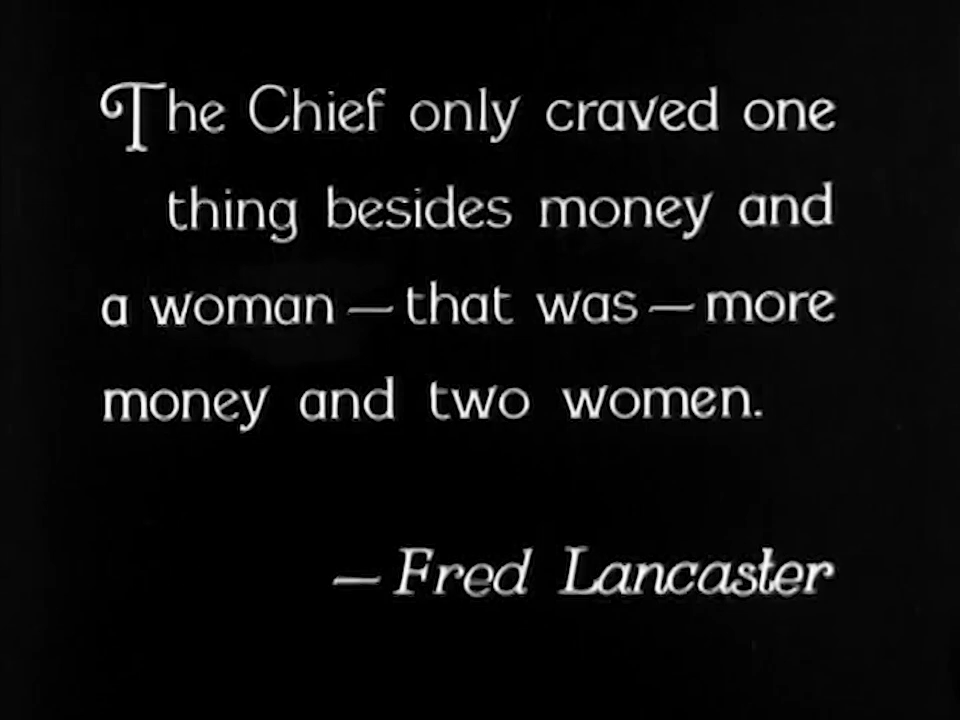 The Chief only craved one
thing besides money and
a woman — that was — more
money and two women.
— Fred Lancaster